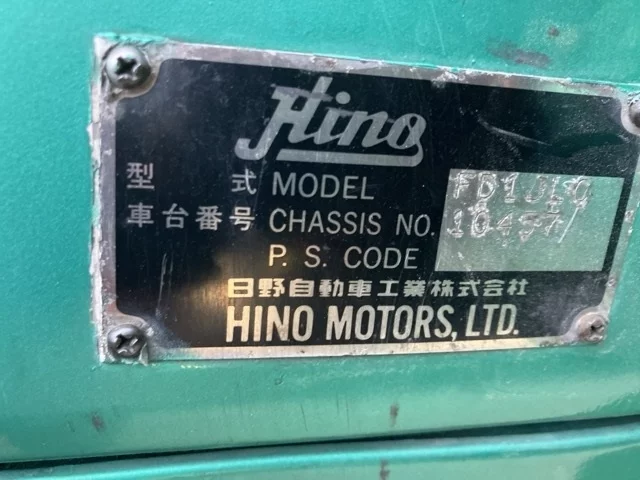 Hino
型式 MODEL
車台番号 CHASSIS NO.
P. S. CODE
日野自動車工業株式会社
HINO MOTORS, LTD.